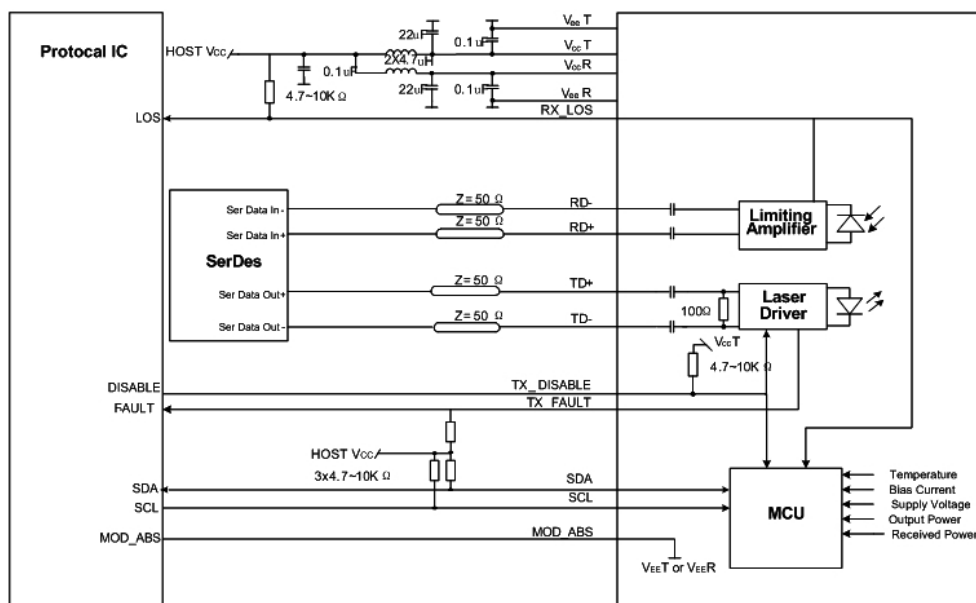 Protocal IC
HOST Vcc
22uF
0.1uF
VeeT
VccT
2X4.7uH
0.1uF
VccR
4.7~10K Ω
22uF
0.1uF
VeeR
RX_LOS
LOS
Z=50 Ω
RD-
Ser Data In -
Z=50 Ω
RD+
Ser Data In+
Limiting
Amplifier
SerDes
Z=50 Ω
TD+
Ser Data Out+
Laser
Driver
100Ω
Z=50 Ω
TD-
Ser Data Out -
VccT
4.7~10K Ω
DISABLE
TX_DISABLE
FAULT
TX_FAULT
HOST Vcc
3x4.7~10K Ω
SDA
SDA
SCL
SCL
MCU
Temperature
Bias Current
Supply Voltage
Output Power
Received Power
MOD_ABS
MOD_ABS
VEET or VEER